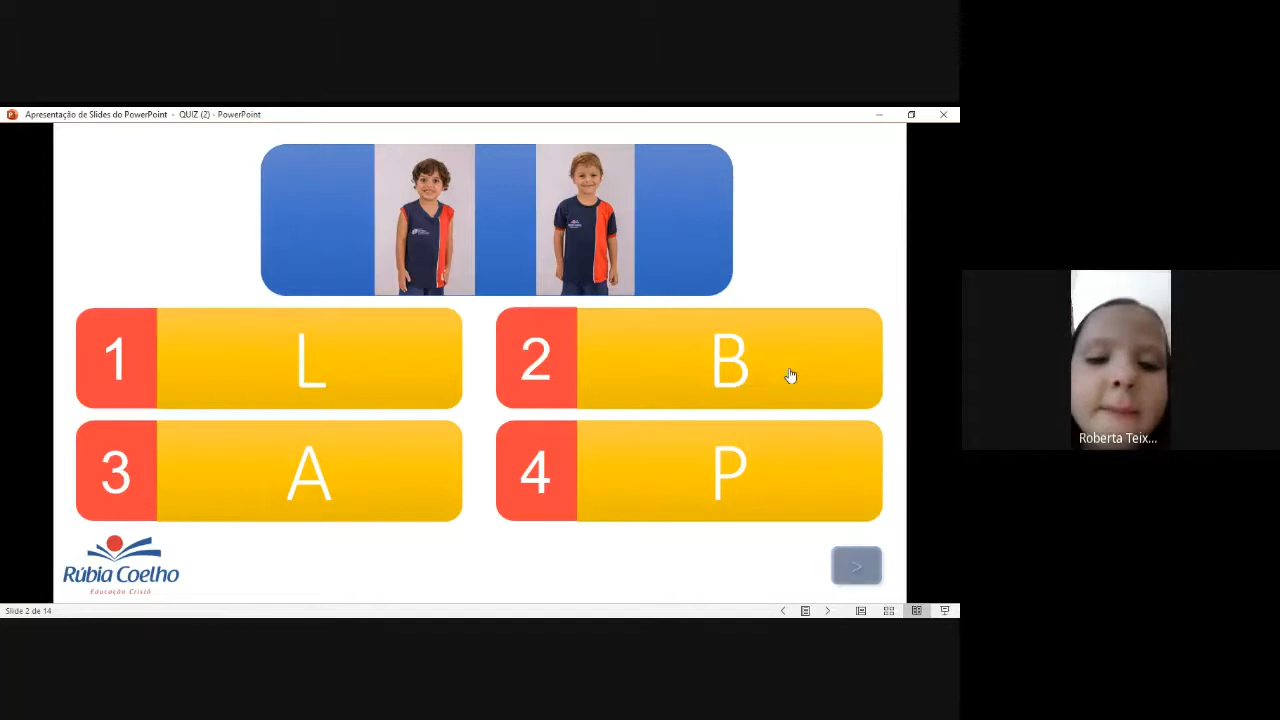 Apresentação de Slides do PowerPoint - QUIZ (2) - PowerPoint
1 L
2 B
3 A
4 P
Rúbia Coelho
Educação Cristã
>
Roberta Teix...
Slide 2 de 14